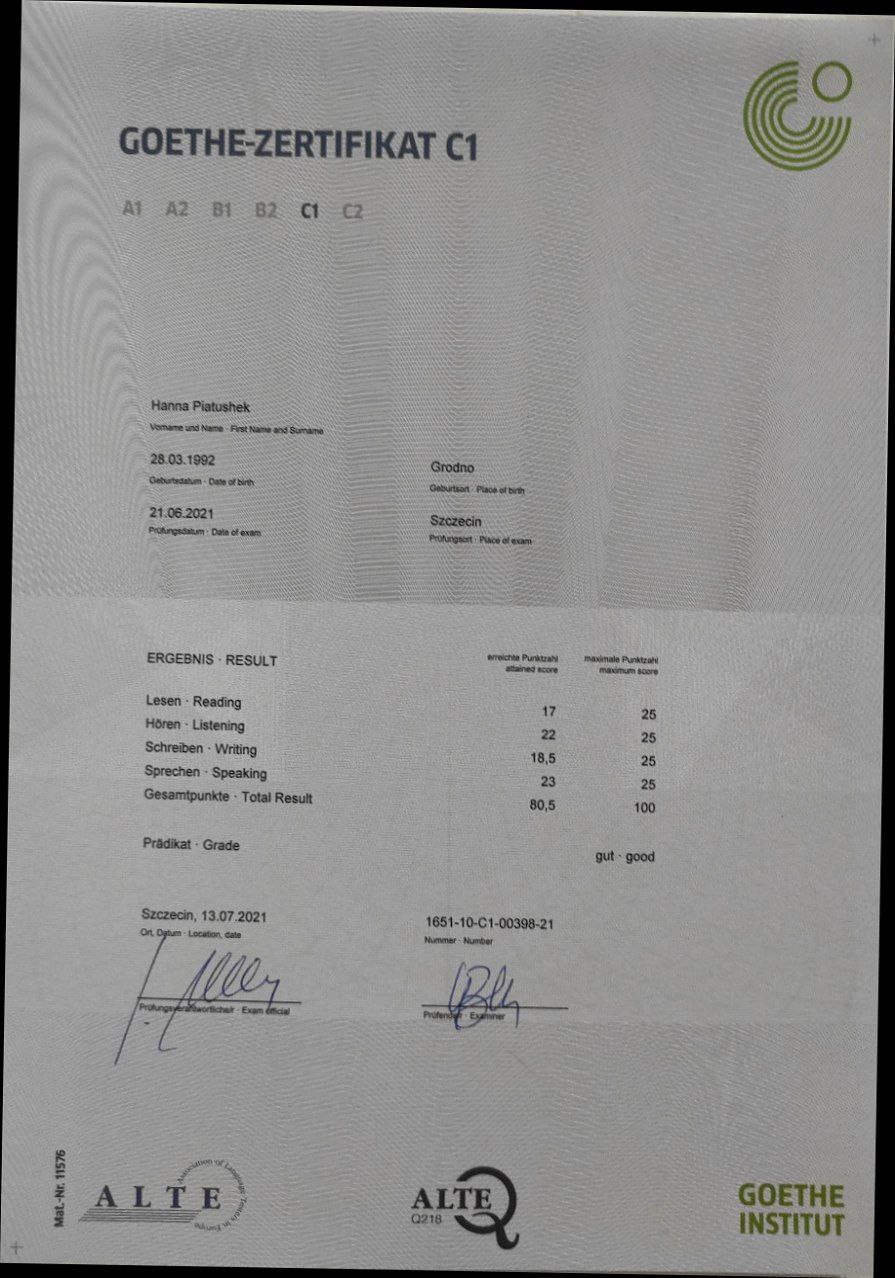 GOETHE-ZERTIFIKAT C1
A1 A2 B1 B2 C1 C2
Hanna Piatushek
Vorname und Name · First Name and Surname
28.03.1992
Geburtsdatum · Date of birth
Grodno
Geburtsort · Place of birth
21.06.2021
Prüfungsdatum · Date of exam
Szczecin
Prüfungsort · Place of exam
ERGEBNIS · RESULT
erreichte Punktzahl
attained score
maximale Punktzahl
maximum score
Lesen · Reading 17 25
Hören · Listening 22 25
Schreiben · Writing 18,5 25
Sprechen · Speaking 23 25
Gesamtpunkte · Total Result 80,5 100
Prädikat · Grade gut · good
Szczecin, 13.07.2021
Ort, Datum · Location, date
1651-10-C1-00398-21
Nummer · Number
Prüfungsverantwortliche/r · Exam official
Prüfende/r · Examiner
Mat.-Nr. 11576
ALTE
Association of Language Testers in Europe
ALTE
Q218
GOETHE
INSTITUT